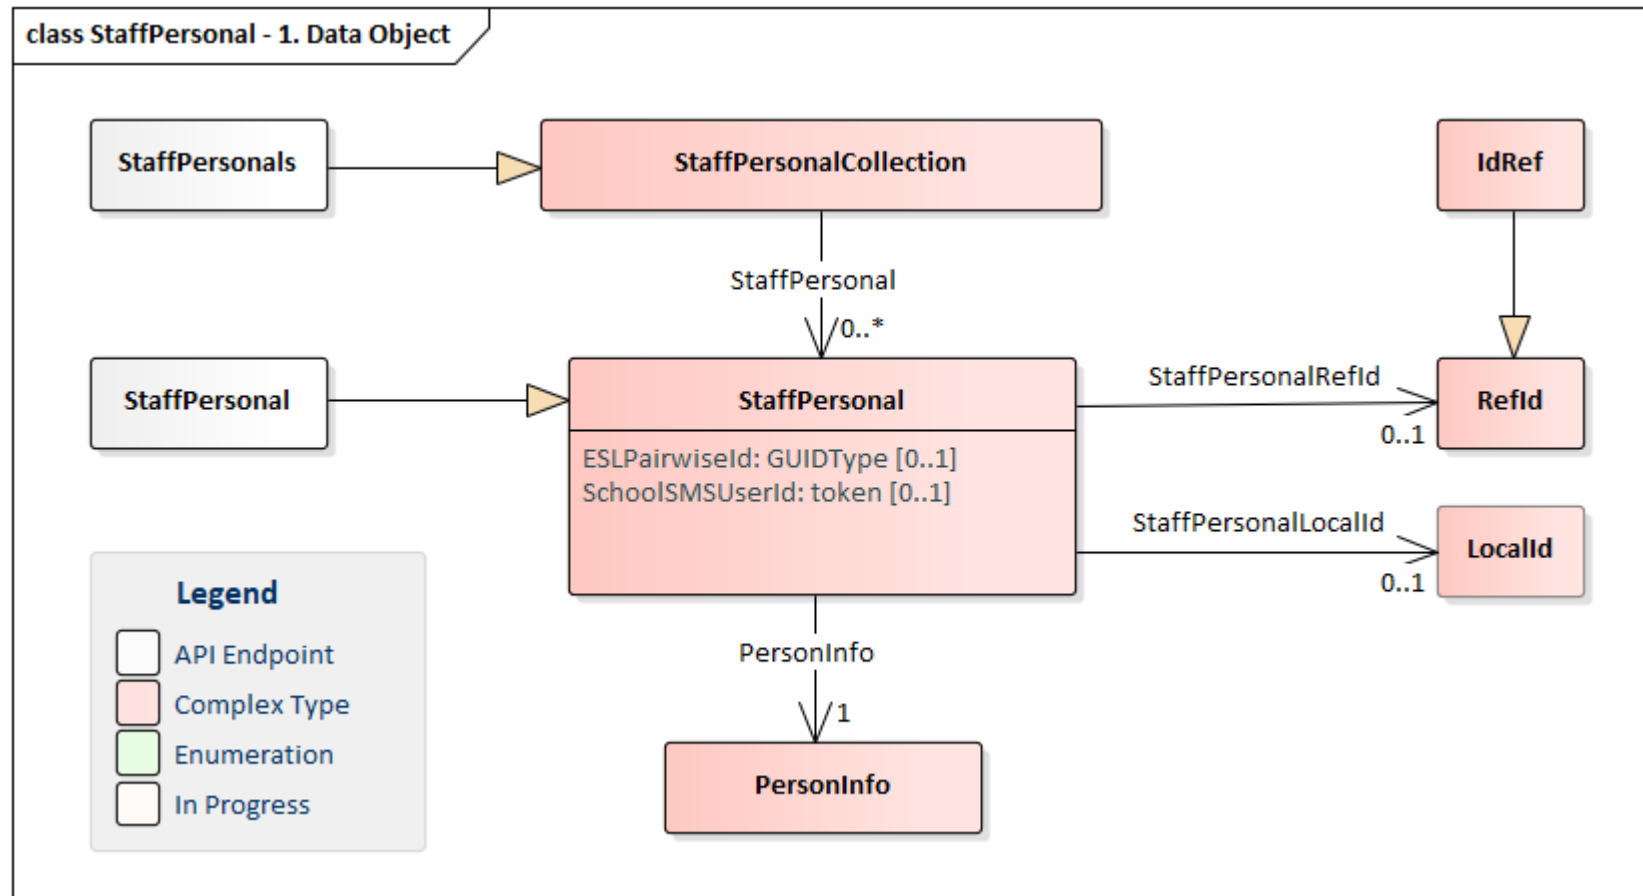 class StaffPersonal - 1. Data Object
StaffPersonals
StaffPersonalCollection
IdRef
StaffPersonal
0..*
StaffPersonal
StaffPersonal
ESLPairwiseId: GUIDType [0..1]
SchoolSMSUserId: token [0..1]
StaffPersonalRefId
0..1
RefId
StaffPersonalLocalId
0..1
LocalId
PersonInfo
1
PersonInfo
Legend
API Endpoint
Complex Type
Enumeration
In Progress